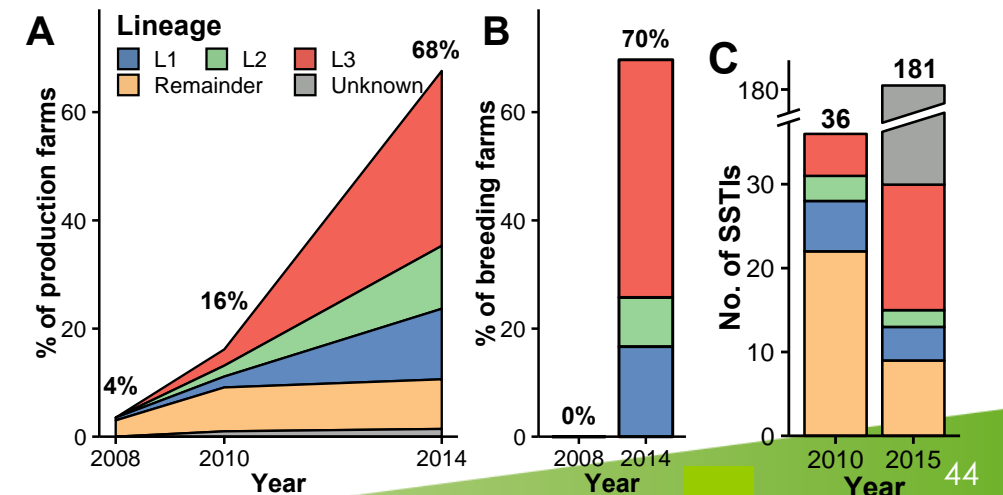 A
Lineage
L1 L2 L3
Remainder Unknown
% of production farms
60
40
20
0
4%
16%
68%
2008 2010 2014
Year
B
% of breeding farms
60
40
20
0
0%
70%
2008 2014
Year
C
No. of SSTIs
180
30
20
10
0
36
181
2010 2015
Year
44